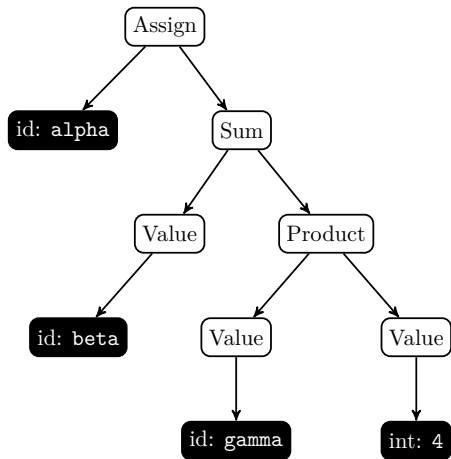 Assign
id: alpha
Sum
Value
Product
id: beta
Value
Value
id: gamma
int: 4